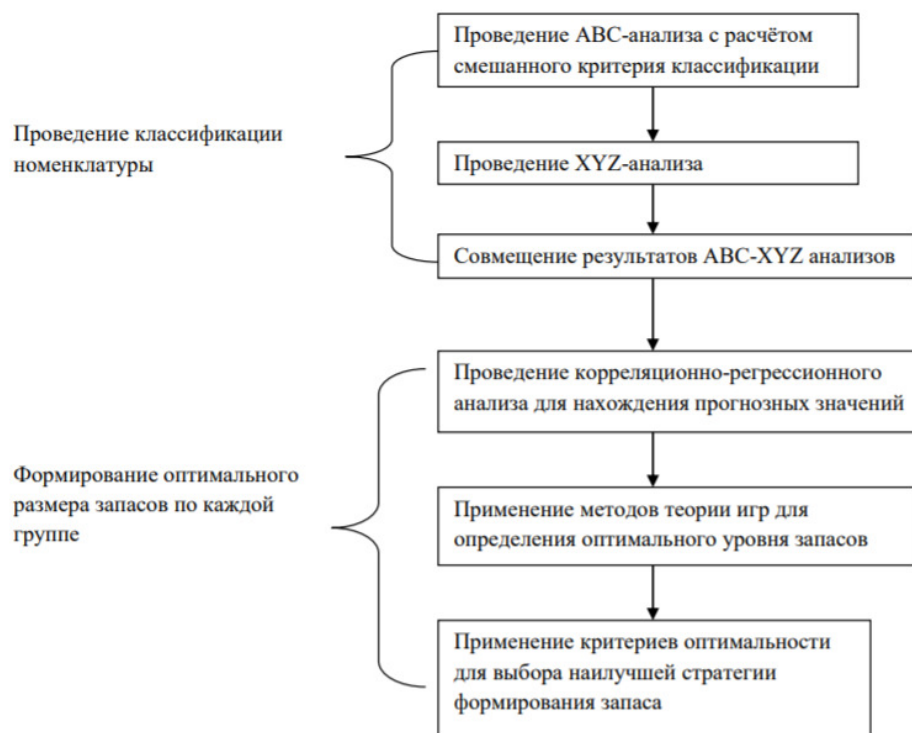 Проведение ABC-анализа с расчётом
смешанного критерия классификации
Проведение классификации
номенклатуры
Проведение XYZ-анализа
Совмещение результатов ABC-XYZ анализов
Проведение корреляционно-регрессионного
анализа для нахождения прогнозных значений
Формирование оптимального
размера запасов по каждой
группе
Применение методов теории игр для
определения оптимального уровня запасов
Применение критериев оптимальности
для выбора наилучшей стратегии
формирования запаса